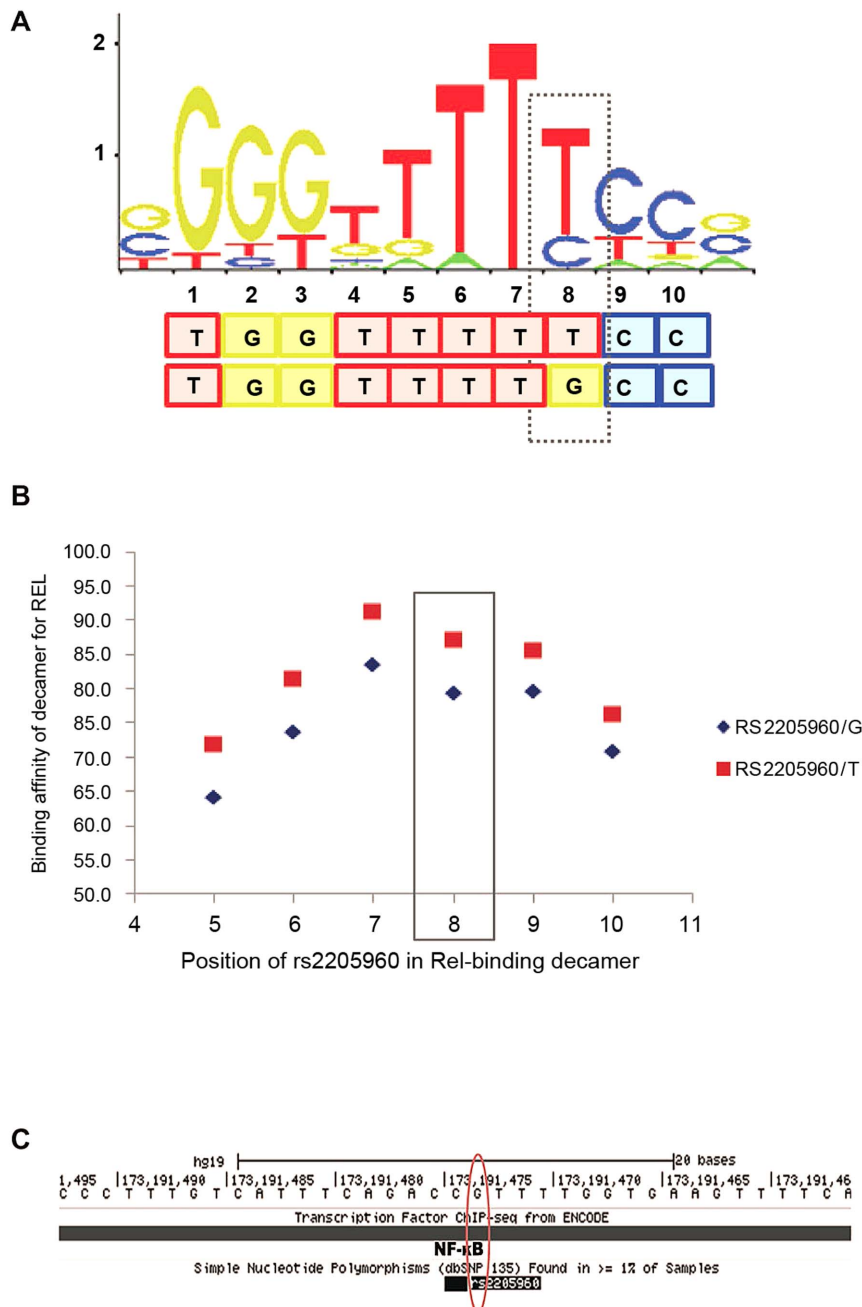 A
2
1
G G G G T T T T T C C G
C T C T G G C T T C
T T T A A A A A
1 2 3 4 5 6 7 8 9 10
T G G T T T T T C C
T G G T T T T G C C
B
100.0
95.0
90.0
85.0
80.0
75.0
70.0
65.0
60.0
55.0
50.0
4 5 6 7 8 9 10 11
Binding affinity of decamer for REL
Position of rs2205960 in Rel-binding decamer
RS2205960/G
RS2205960/T
C
hg19 20 bases
1,495 |173,191,490 |173,191,485 |173,191,480 |173,191,475 |173,191,470 |173,191,465 |173,191,46
C C C T T T G T C A T T T C A G A C C G T T T T G G T G A A G T T T C A
Transcription Factor ChIP-seq from ENCODE
NF-κB
Simple Nucleotide Polymorphisms (dbSNP 135) Found in >= 1% of Samples
rs2205960